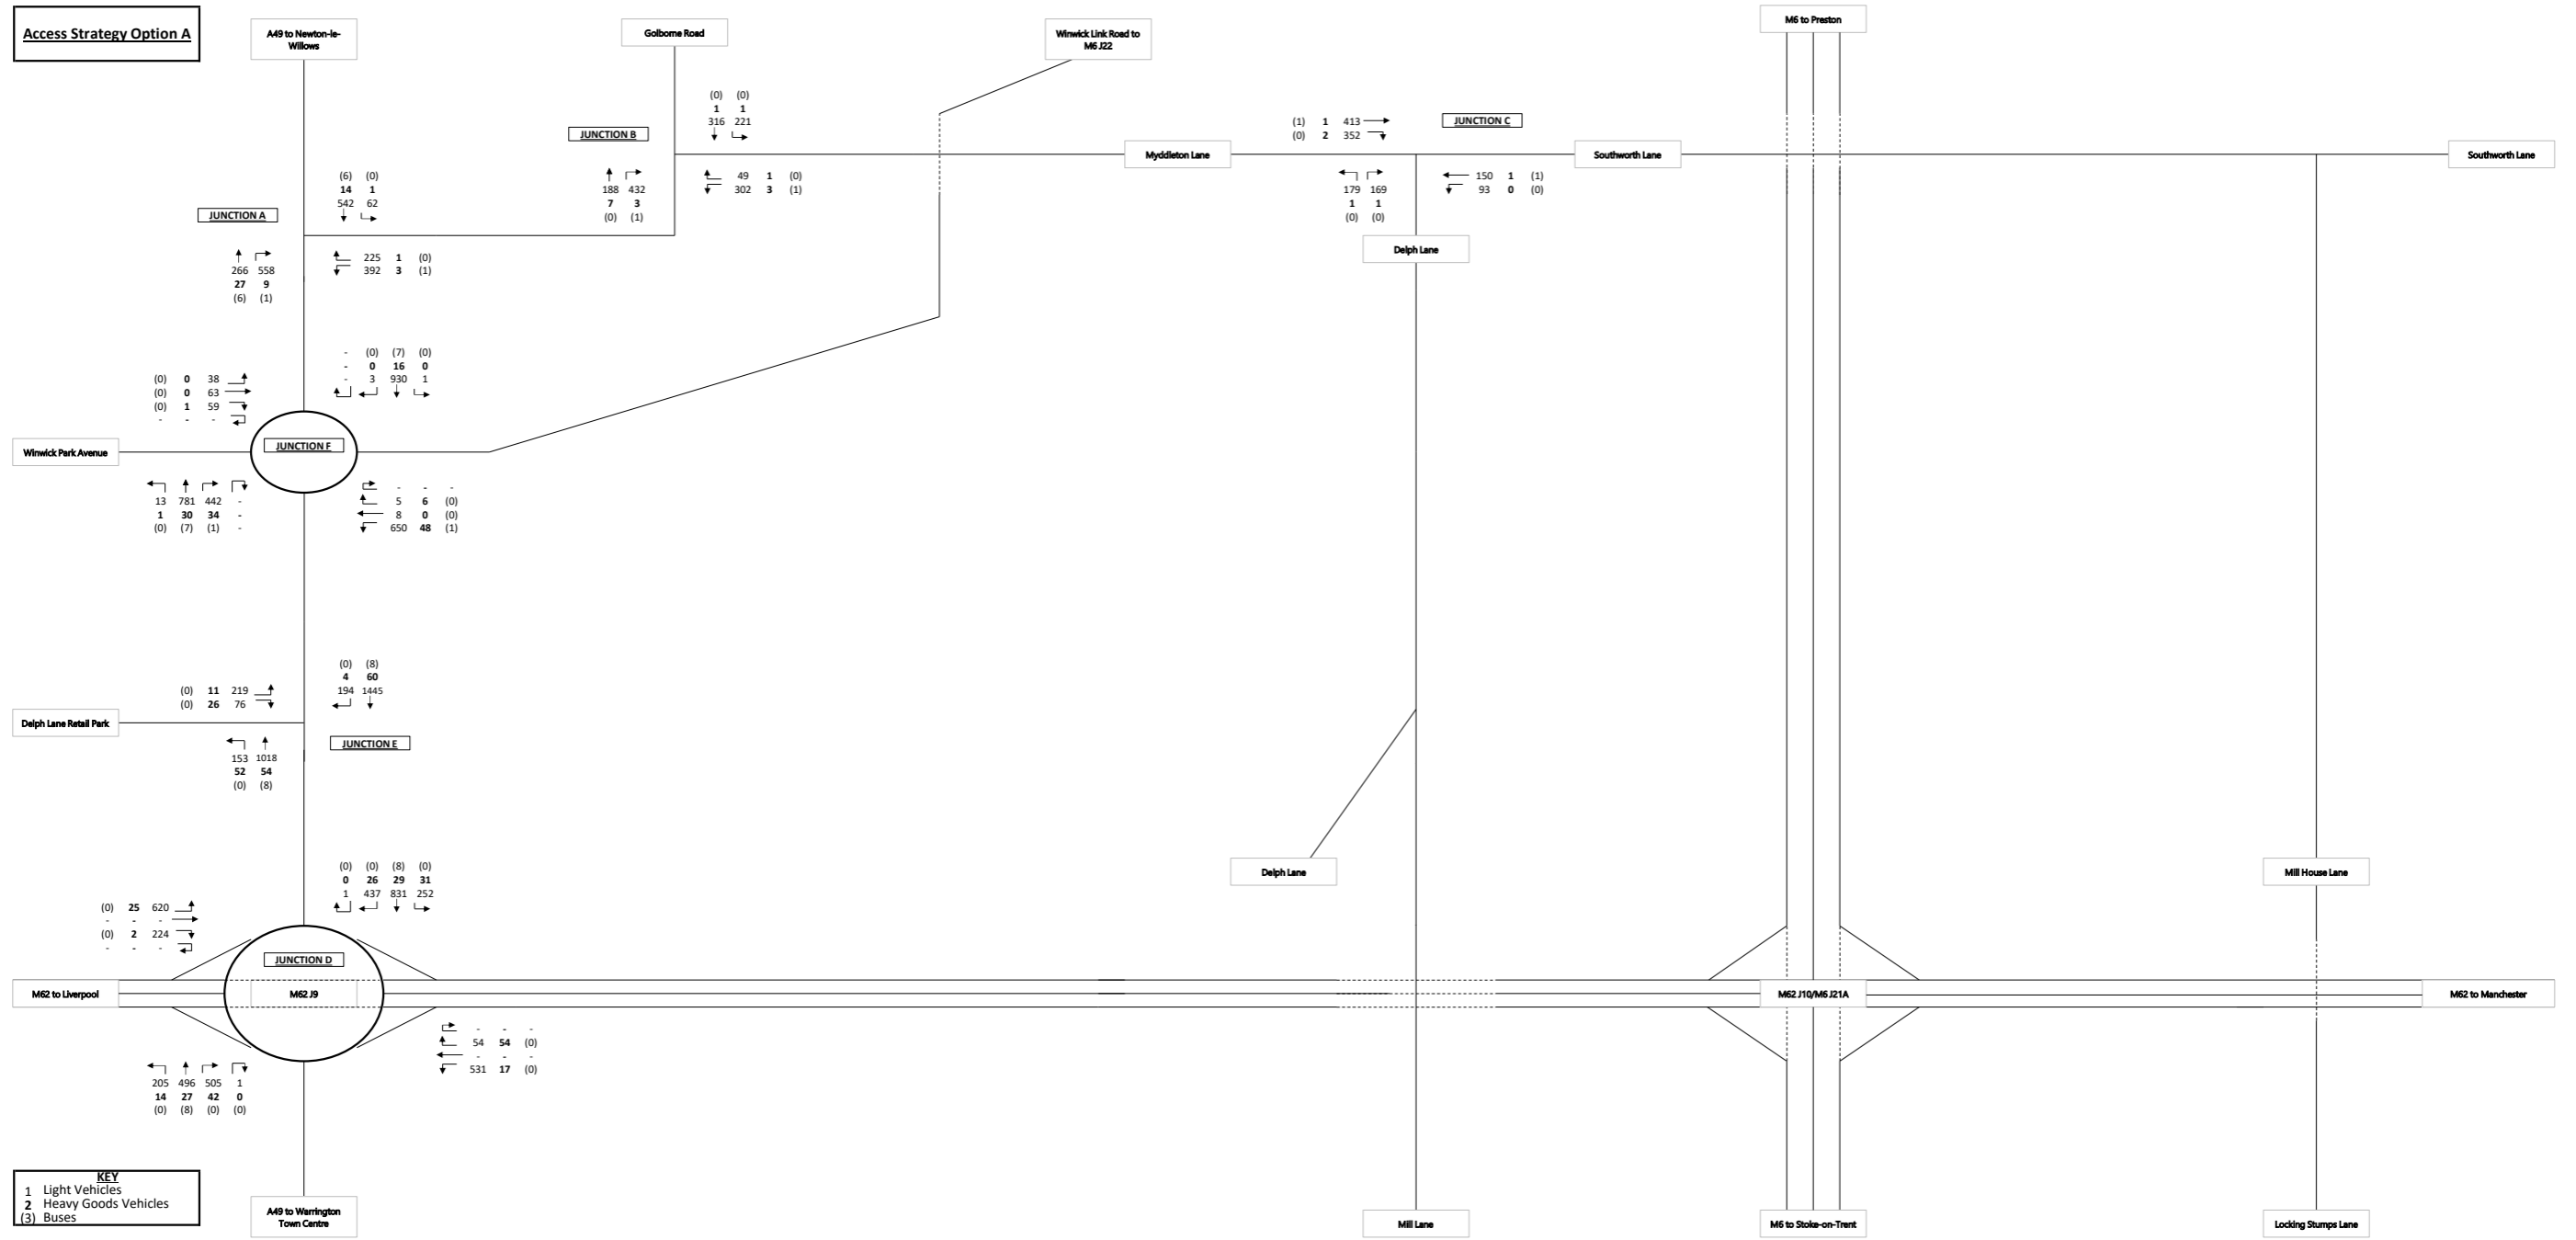 Access Strategy Option A
A49 to Newton-le-
Willows
Golborne Road
Winwick Link Road to
M6 J22
M6 to Preston
(0) (0)
1 1
316 221
JUNCTION B
(1) 1 413
(0) 2 352
JUNCTION C
Myddleton Lane
Southworth Lane
Southworth Lane
(6) (0)
14 1
542 62
188 432
7 3
(0) (1)
49 1 (0)
302 3 (1)
179 169
1 1
(0) (0)
150 1 (1)
93 0 (0)
JUNCTION A
Delph Lane
266 558
27 9
(6) (1)
225 1 (0)
392 3 (1)
- (0) (7) (0)
- 0 16 0
- 3 930 1
(0) 0 38
(0) 0 63
(0) 1 59
- - -
Winwick Park Avenue
JUNCTION F
13 781 442 -
1 30 34 -
(0) (7) (1) -
- - -
5 6 (0)
8 0 (0)
650 48 (1)
(0) (8)
4 60
194 1445
(0) 11 219
(0) 26 76
Delph Lane Retail Park
JUNCTION E
153 1018
52 54
(0) (8)
(0) (0) (8) (0)
0 26 29 31
1 437 831 252
Delph Lane
Mill House Lane
(0) 25 620
- - -
(0) 2 224
- - -
JUNCTION D
M62 to Liverpool
M62 J9
M62 J10/M6 J21A
M62 to Manchester
- - -
54 54 (0)
- - -
531 17 (0)
205 496 505 1
14 27 42 0
(0) (8) (0) (0)
KEY
1 Light Vehicles
2 Heavy Goods Vehicles
(3) Buses
A49 to Warrington
Town Centre
Mill Lane
M6 to Stoke-on-Trent
Locking Stumps Lane